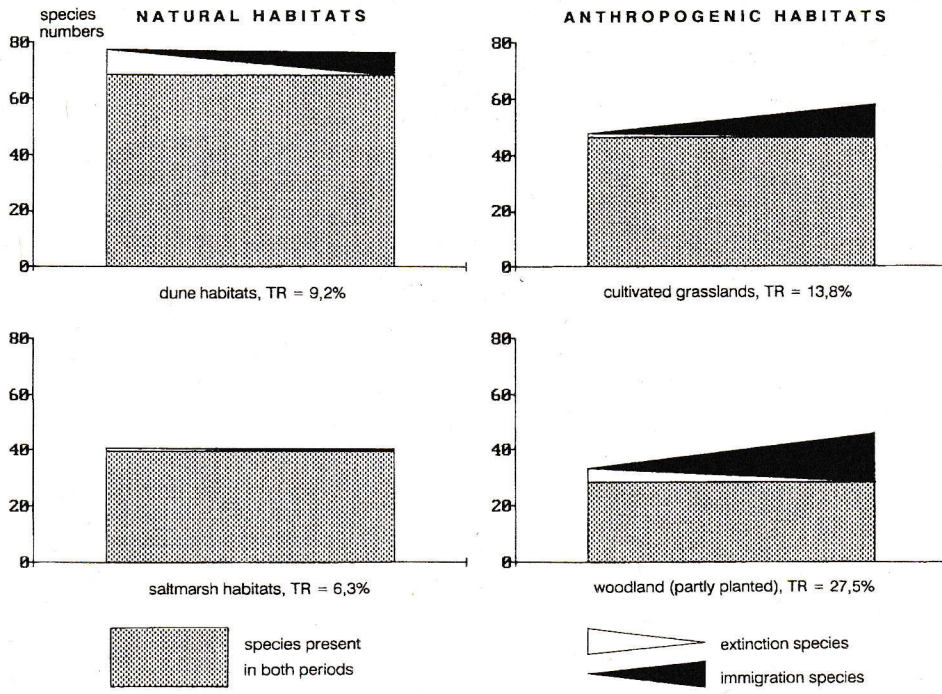 species
numbers
NATURAL HABITATS
ANTHROPOGENIC HABITATS
80
60
40
20
0
dune habitats, TR = 9,2%
80
60
40
20
0
cultivated grasslands, TR = 13,8%
80
60
40
20
0
saltmarsh habitats, TR = 6,3%
80
60
40
20
0
woodland (partly planted), TR = 27,5%
species present
in both periods
extinction species
immigration species